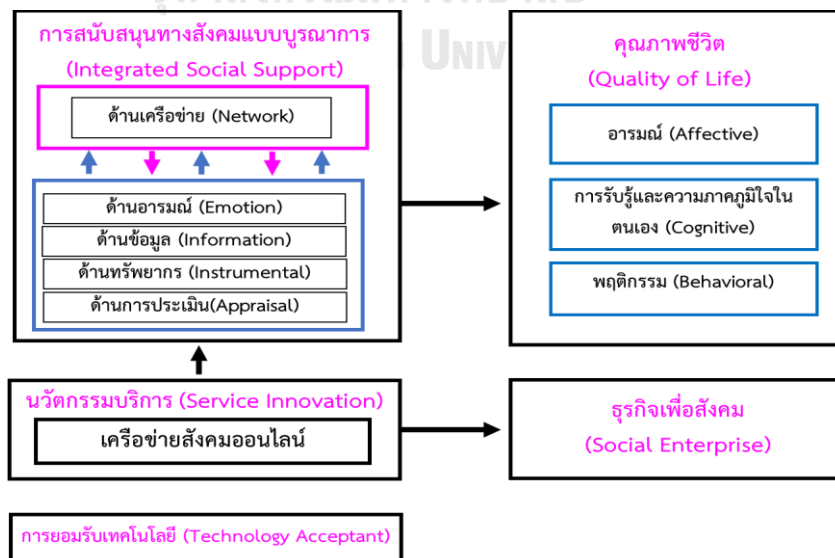 UNIV
การสนับสนุนทางสังคมแบบบูรณาการ
(Integrated Social Support)
ด้านเครือข่าย (Network)
ด้านอารมณ์ (Emotion)
ด้านข้อมูล (Information)
ด้านทรัพยากร (Instrumental)
ด้านการประเมิน(Appraisal)
คุณภาพชีวิต
(Quality of Life)
อารมณ์ (Affective)
การรับรู้และความภาคภูมิใจใน
ตนเอง (Cognitive)
พฤติกรรม (Behavioral)
นวัตกรรมบริการ (Service Innovation)
เครือข่ายสังคมออนไลน์
ธุรกิจเพื่อสังคม
(Social Enterprise)
การยอมรับเทคโนโลยี (Technology Acceptant)